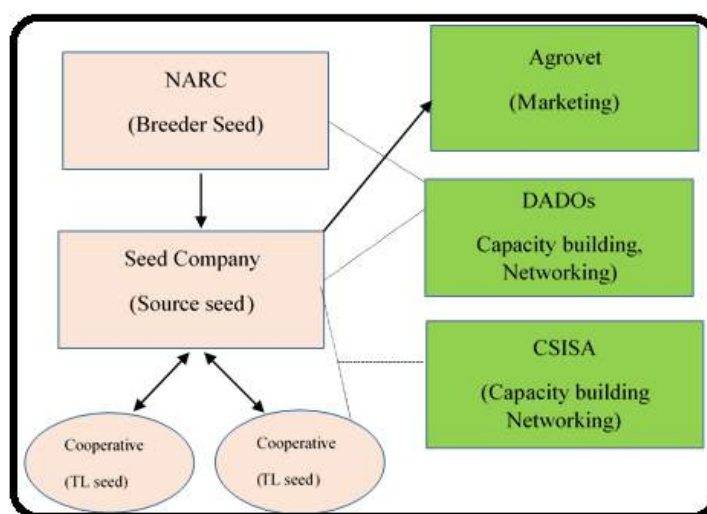 NARC
(Breeder Seed)
Agrovet
(Marketing)
DADOs
Capacity building,
Networking)
Seed Company
(Source seed)
CSISA
(Capacity building
Networking)
Cooperative
(TL seed)
Cooperative
(TL seed)